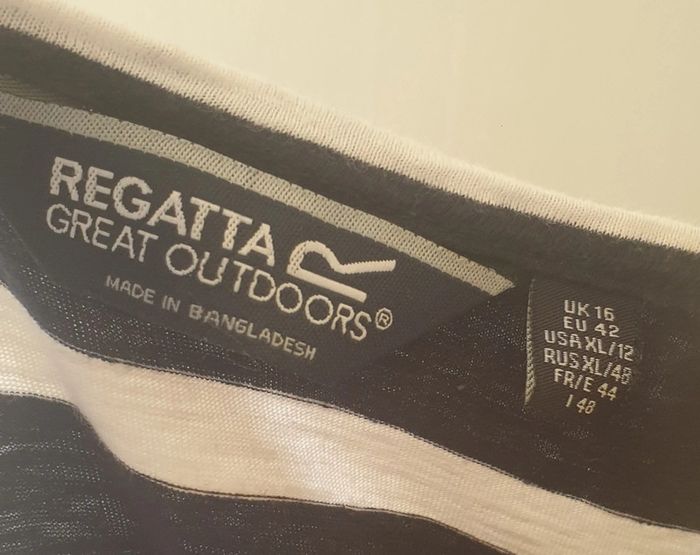 REGATTA
GREAT OUTDOORS®
MADE IN BANGLADESH
UK 16
EU 42
USA XL/12
RUS XL/48
FR/E 44
I 48